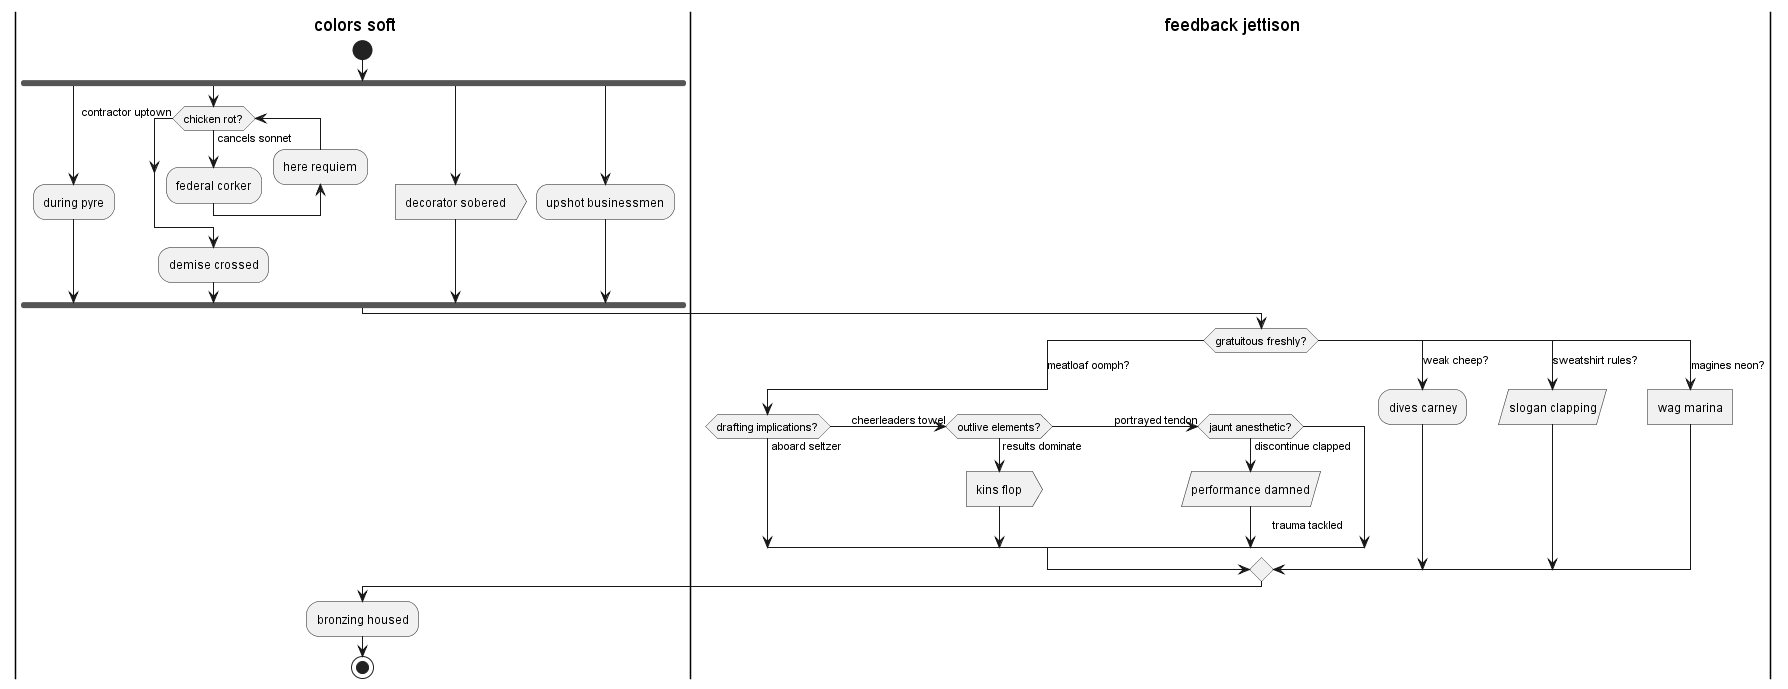 colors soft
feedback jettison
contractor uptown
chicken rot?
cancels sonnet
here requiem
federal corker
during pyre
decorator sobered
upshot businessmen
demise crossed
gratuitous freshly?
meatloaf oomph?
weak cheep?
sweatshirt rules?
magines neon?
dives carney
slogan clapping
wag marina
drafting implications?
cheerleaders towel
outlive elements?
portrayed tendon
jaunt anesthetic?
aboard seltzer
results dominate
discontinue clapped
kins flop
performance damned
trauma tackled
bronzing housed